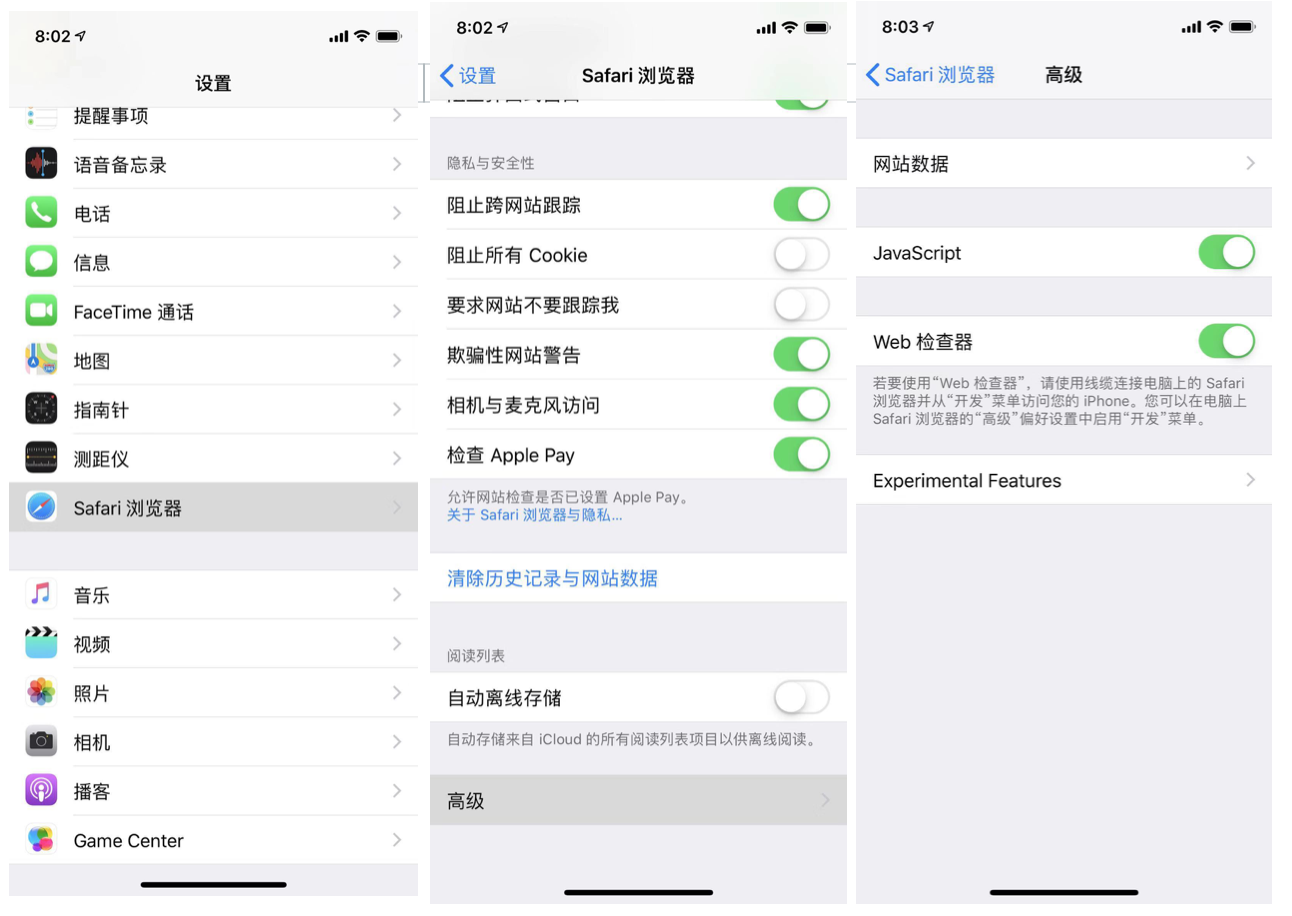 8:02
设置
提醒事项
语音备忘录
电话
信息
FaceTime 通话
地图
指南针
测距仪
Safari 浏览器
音乐
视频
照片
相机
播客
Game Center
8:02
设置
Safari 浏览器
隐私与安全性
阻止跨网站跟踪
阻止所有 Cookie
要求网站不要跟踪我
欺骗性网站警告
相机与麦克风访问
检查 Apple Pay
允许网站检查是否已设置 Apple Pay。
关于 Safari 浏览器与隐私...
清除历史记录与网站数据
阅读列表
自动离线存储
自动存储来自 iCloud 的所有阅读列表项目以供离线阅读。
高级
8:03
Safari 浏览器
高级
网站数据
JavaScript
Web 检查器
若要使用“Web 检查器”，请使用线缆连接电脑上的 Safari
浏览器并从“开发”菜单访问您的 iPhone。您可以在电脑上
Safari 浏览器的“高级”偏好设置中启用“开发”菜单。
Experimental Features